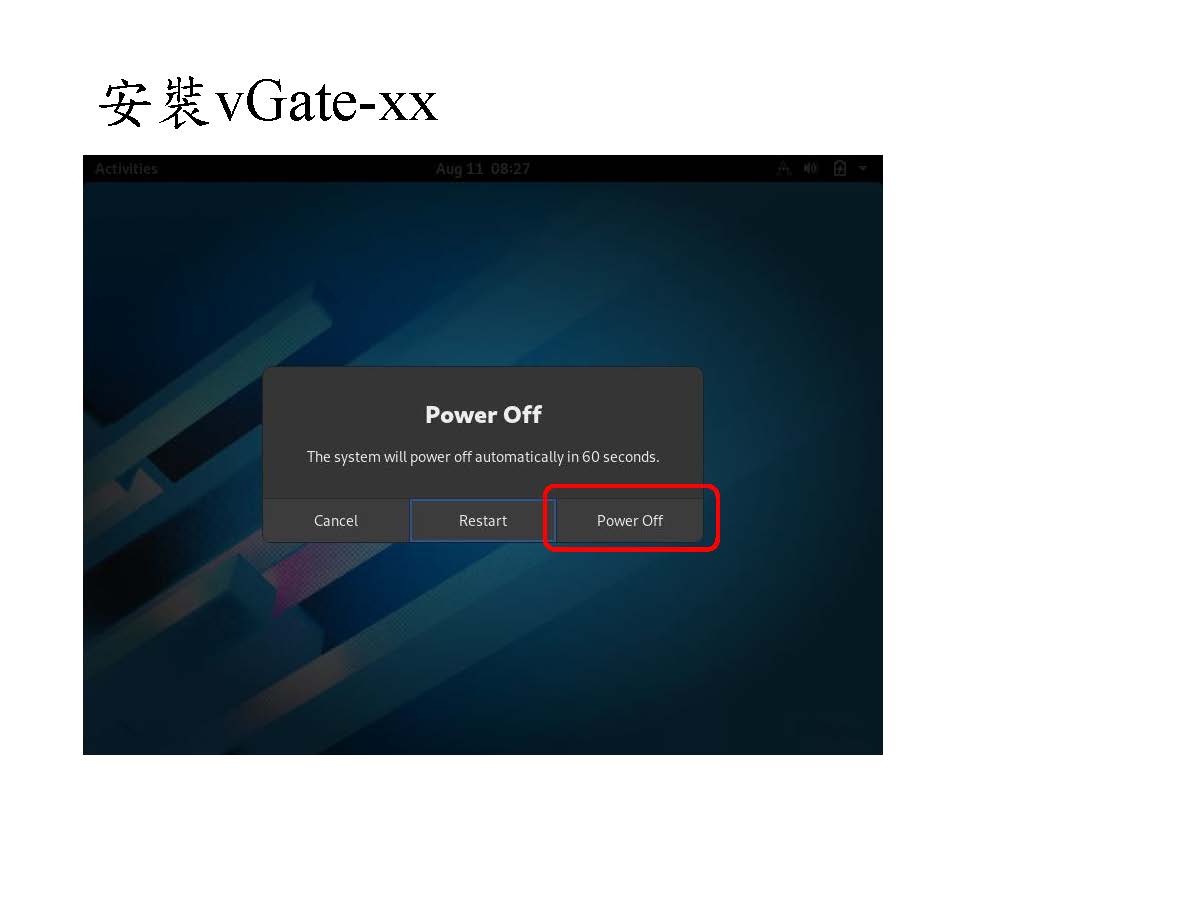 安裝vGate-xx
Activities
Aug 11 08:27
Power Off
The system will power off automatically in 60 seconds.
Cancel
Restart
Power Off